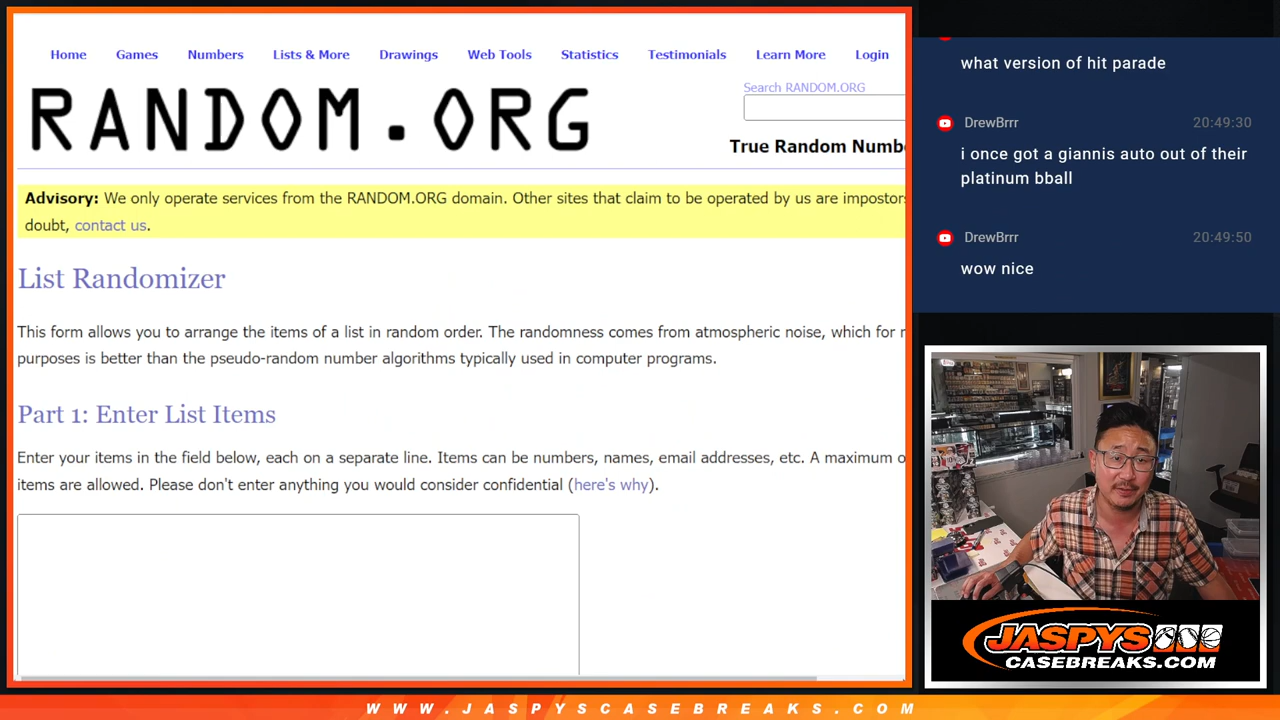 Home Games Numbers Lists & More Drawings Web Tools Statistics Testimonials Learn More Login
RANDOM.ORG
Search RANDOM.ORG
True Random Numb
Advisory: We only operate services from the RANDOM.ORG domain. Other sites that claim to be operated by us are impostors
doubt, contact us.
List Randomizer
This form allows you to arrange the items of a list in random order. The randomness comes from atmospheric noise, which for
purposes is better than the pseudo-random number algorithms typically used in computer programs.
Part 1: Enter List Items
Enter your items in the field below, each on a separate line. Items can be numbers, names, email addresses, etc. A maximum o
items are allowed. Please don't enter anything you would consider confidential (here's why).
what version of hit parade
DrewBrrr 20:49:30
i once got a giannis auto out of their
platinum bball
DrewBrrr 20:49:50
wow nice
JASPYS
CASEBREAKS.COM
WWW.JASPYSCASEBREAKS.COM